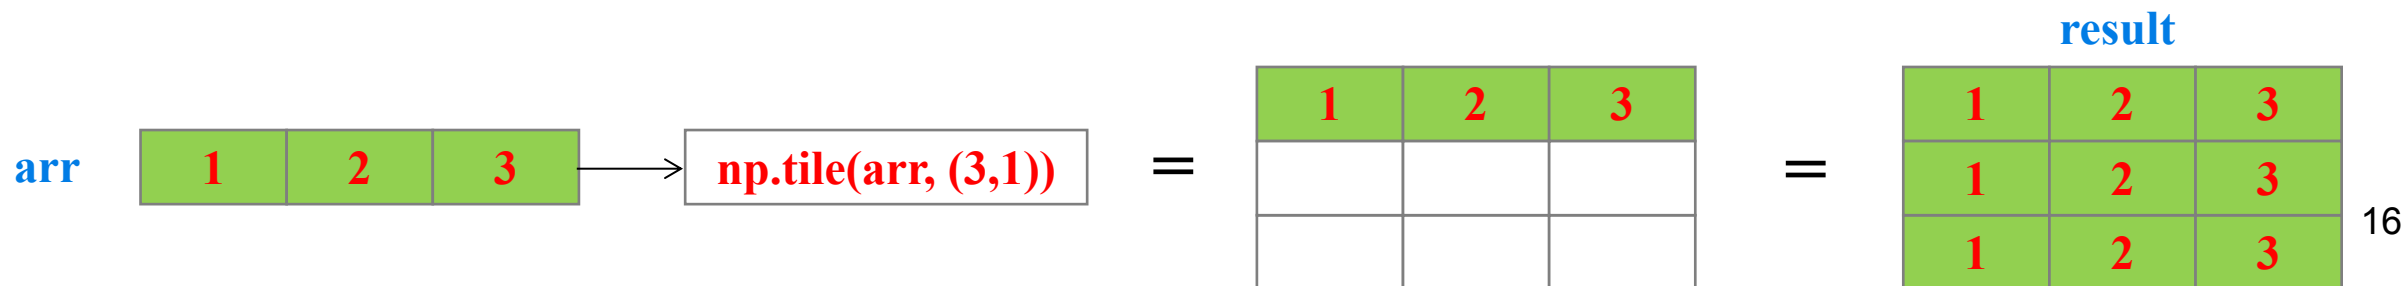 result
arr 1 2 3 np.tile(arr, (3,1)) = 1 2 3 = 1 2 3
1 2 3
1 2 3
16